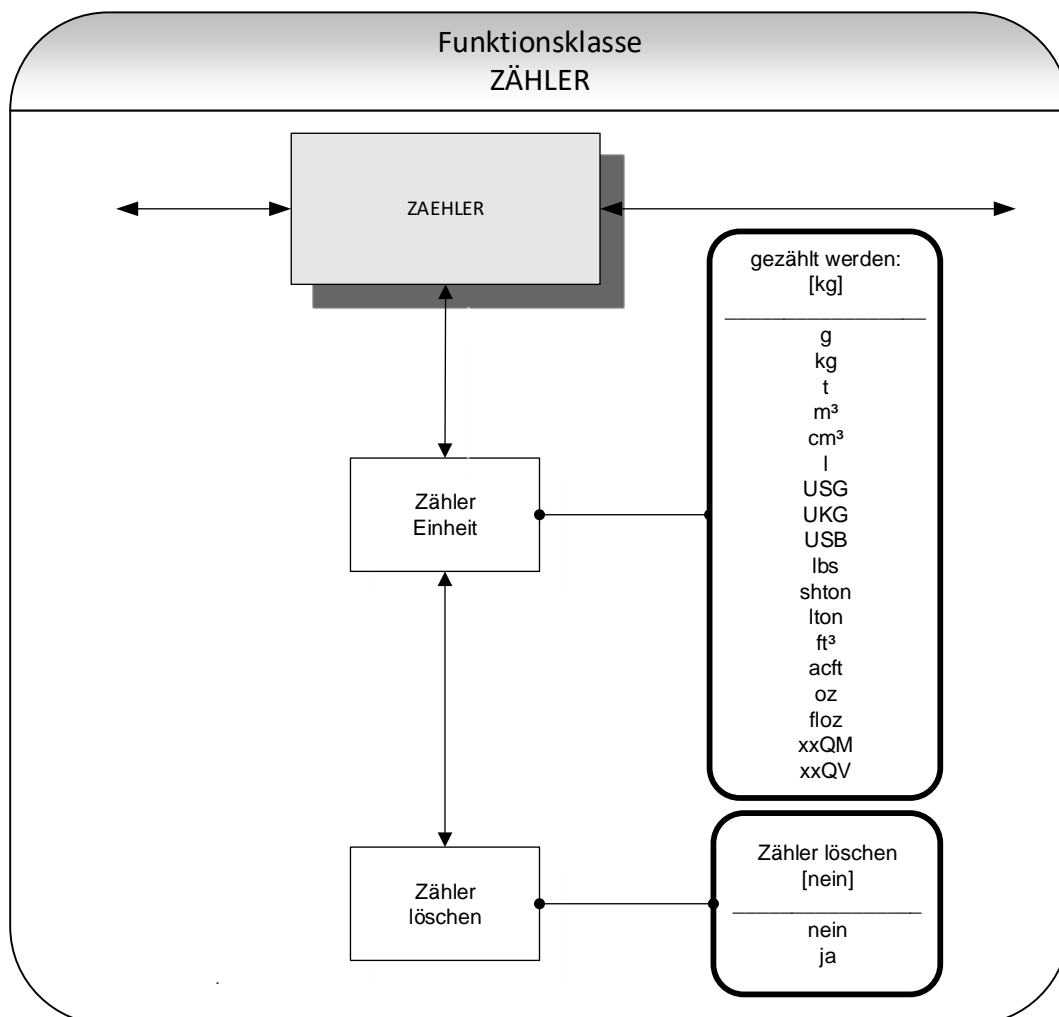 Funktionsklasse
ZÄHLER
ZAEHLER
gezählt werden:
[kg]
g
kg
t
m³
cm³
l
USG
UKG
USB
lbs
shton
lton
ft³
acft
oz
floz
xxQM
xxQV
Zähler
Einheit
Zähler
löschen
Zähler löschen
[nein]
nein
ja